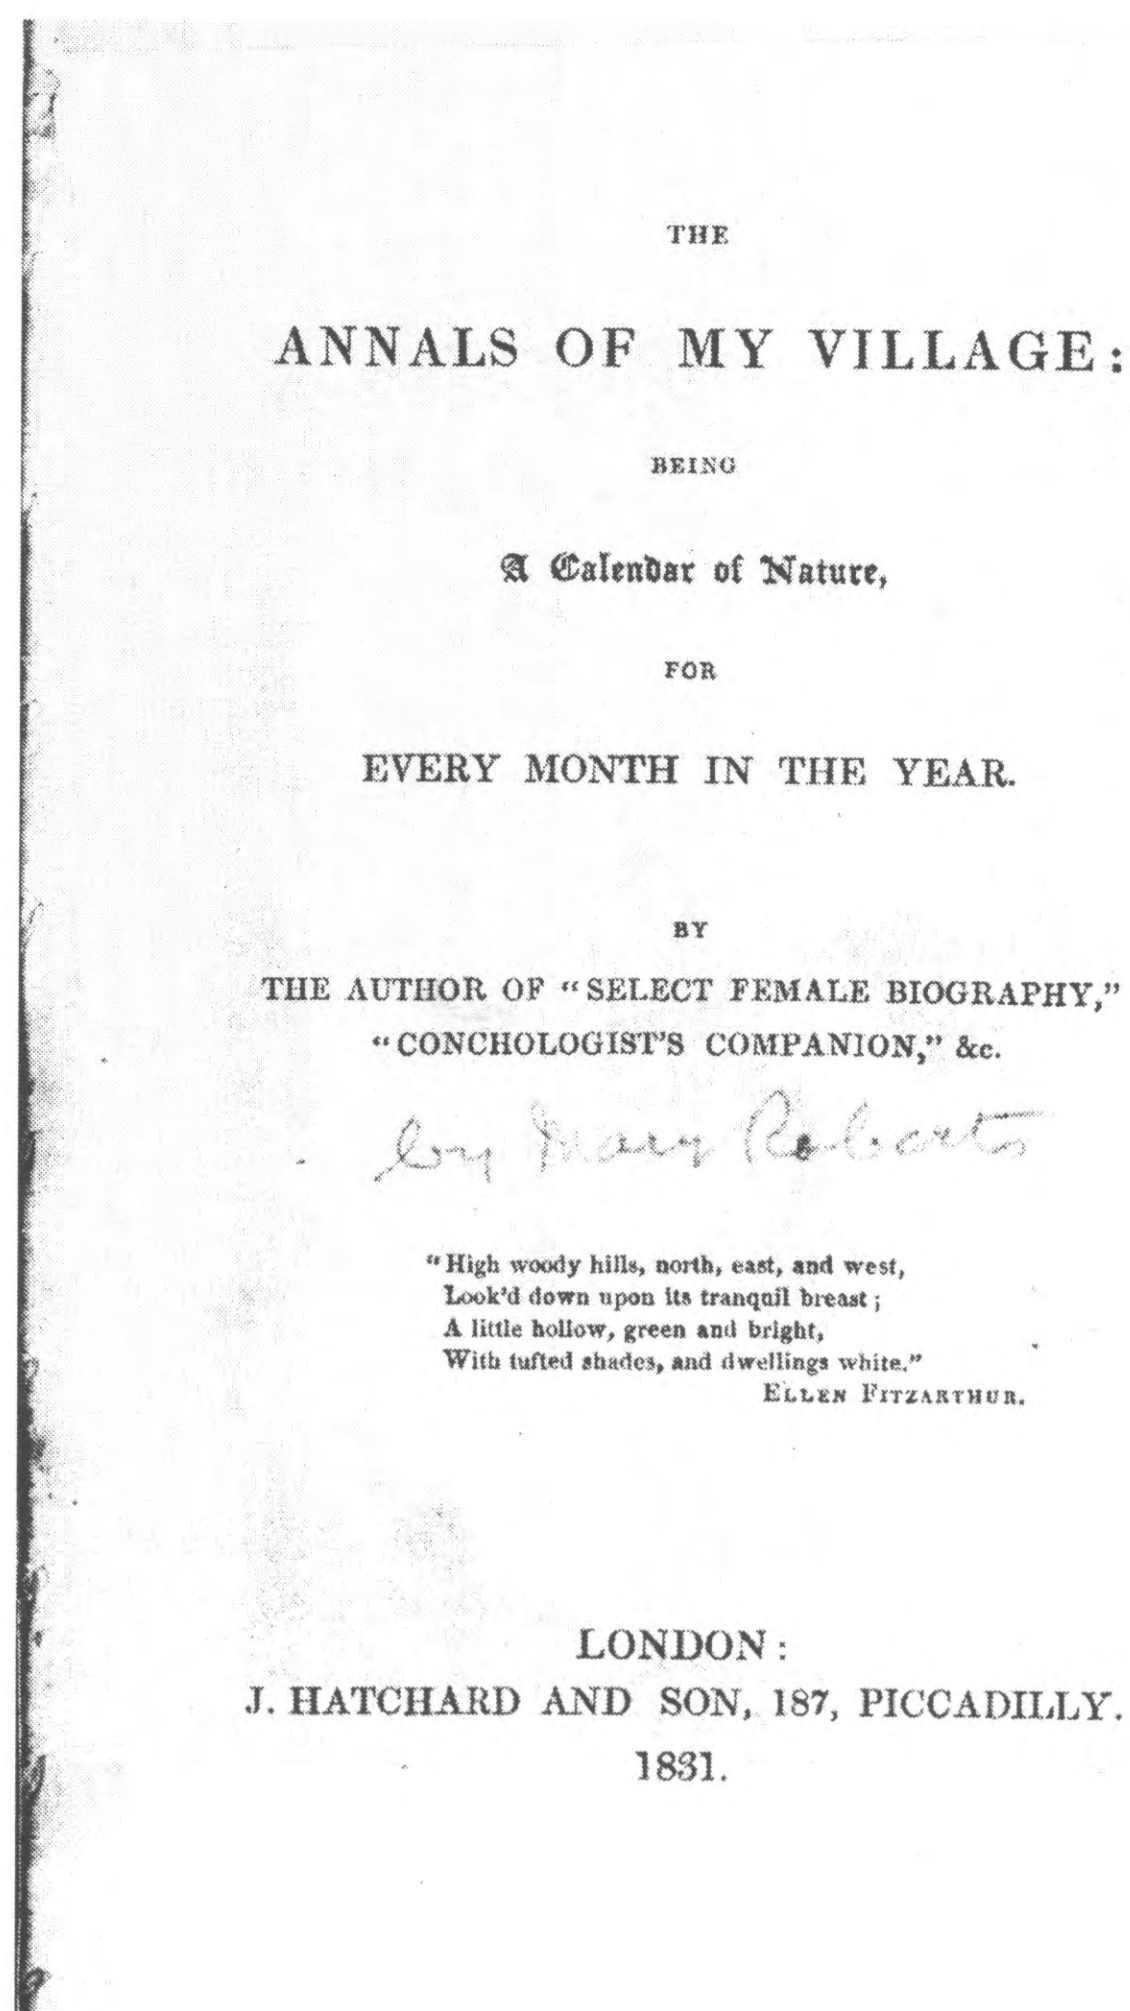 THE
ANNALS OF MY VILLAGE:
BEING
A Calendar of Nature,
FOR
EVERY MONTH IN THE YEAR.
BY
THE AUTHOR OF “SELECT FEMALE BIOGRAPHY,”
“CONCHOLOGIST'S COMPANION,” &c.
by Mary Roberts
“High woody hills, north, east, and west,
Look'd down upon its tranquil breast;
A little hollow, green and bright,
With tufted shades, and dwellings white.”
ELLEN FITZARTHUR.
LONDON:
J. HATCHARD AND SON, 187, PICCADILLY.
1831.